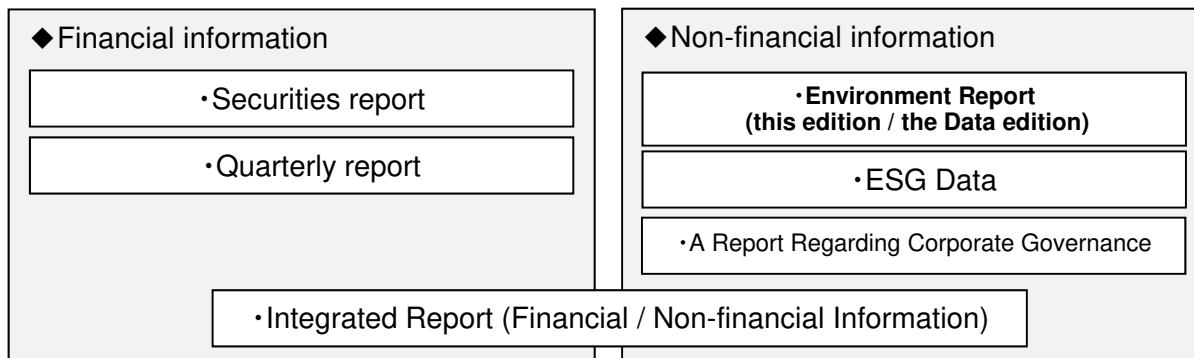 ◆Financial information
・Securities report
・Quarterly report
◆Non-financial information
・Environment Report
(this edition / the Data edition)
・ESG Data
・A Report Regarding Corporate Governance
・Integrated Report (Financial / Non-financial Information)